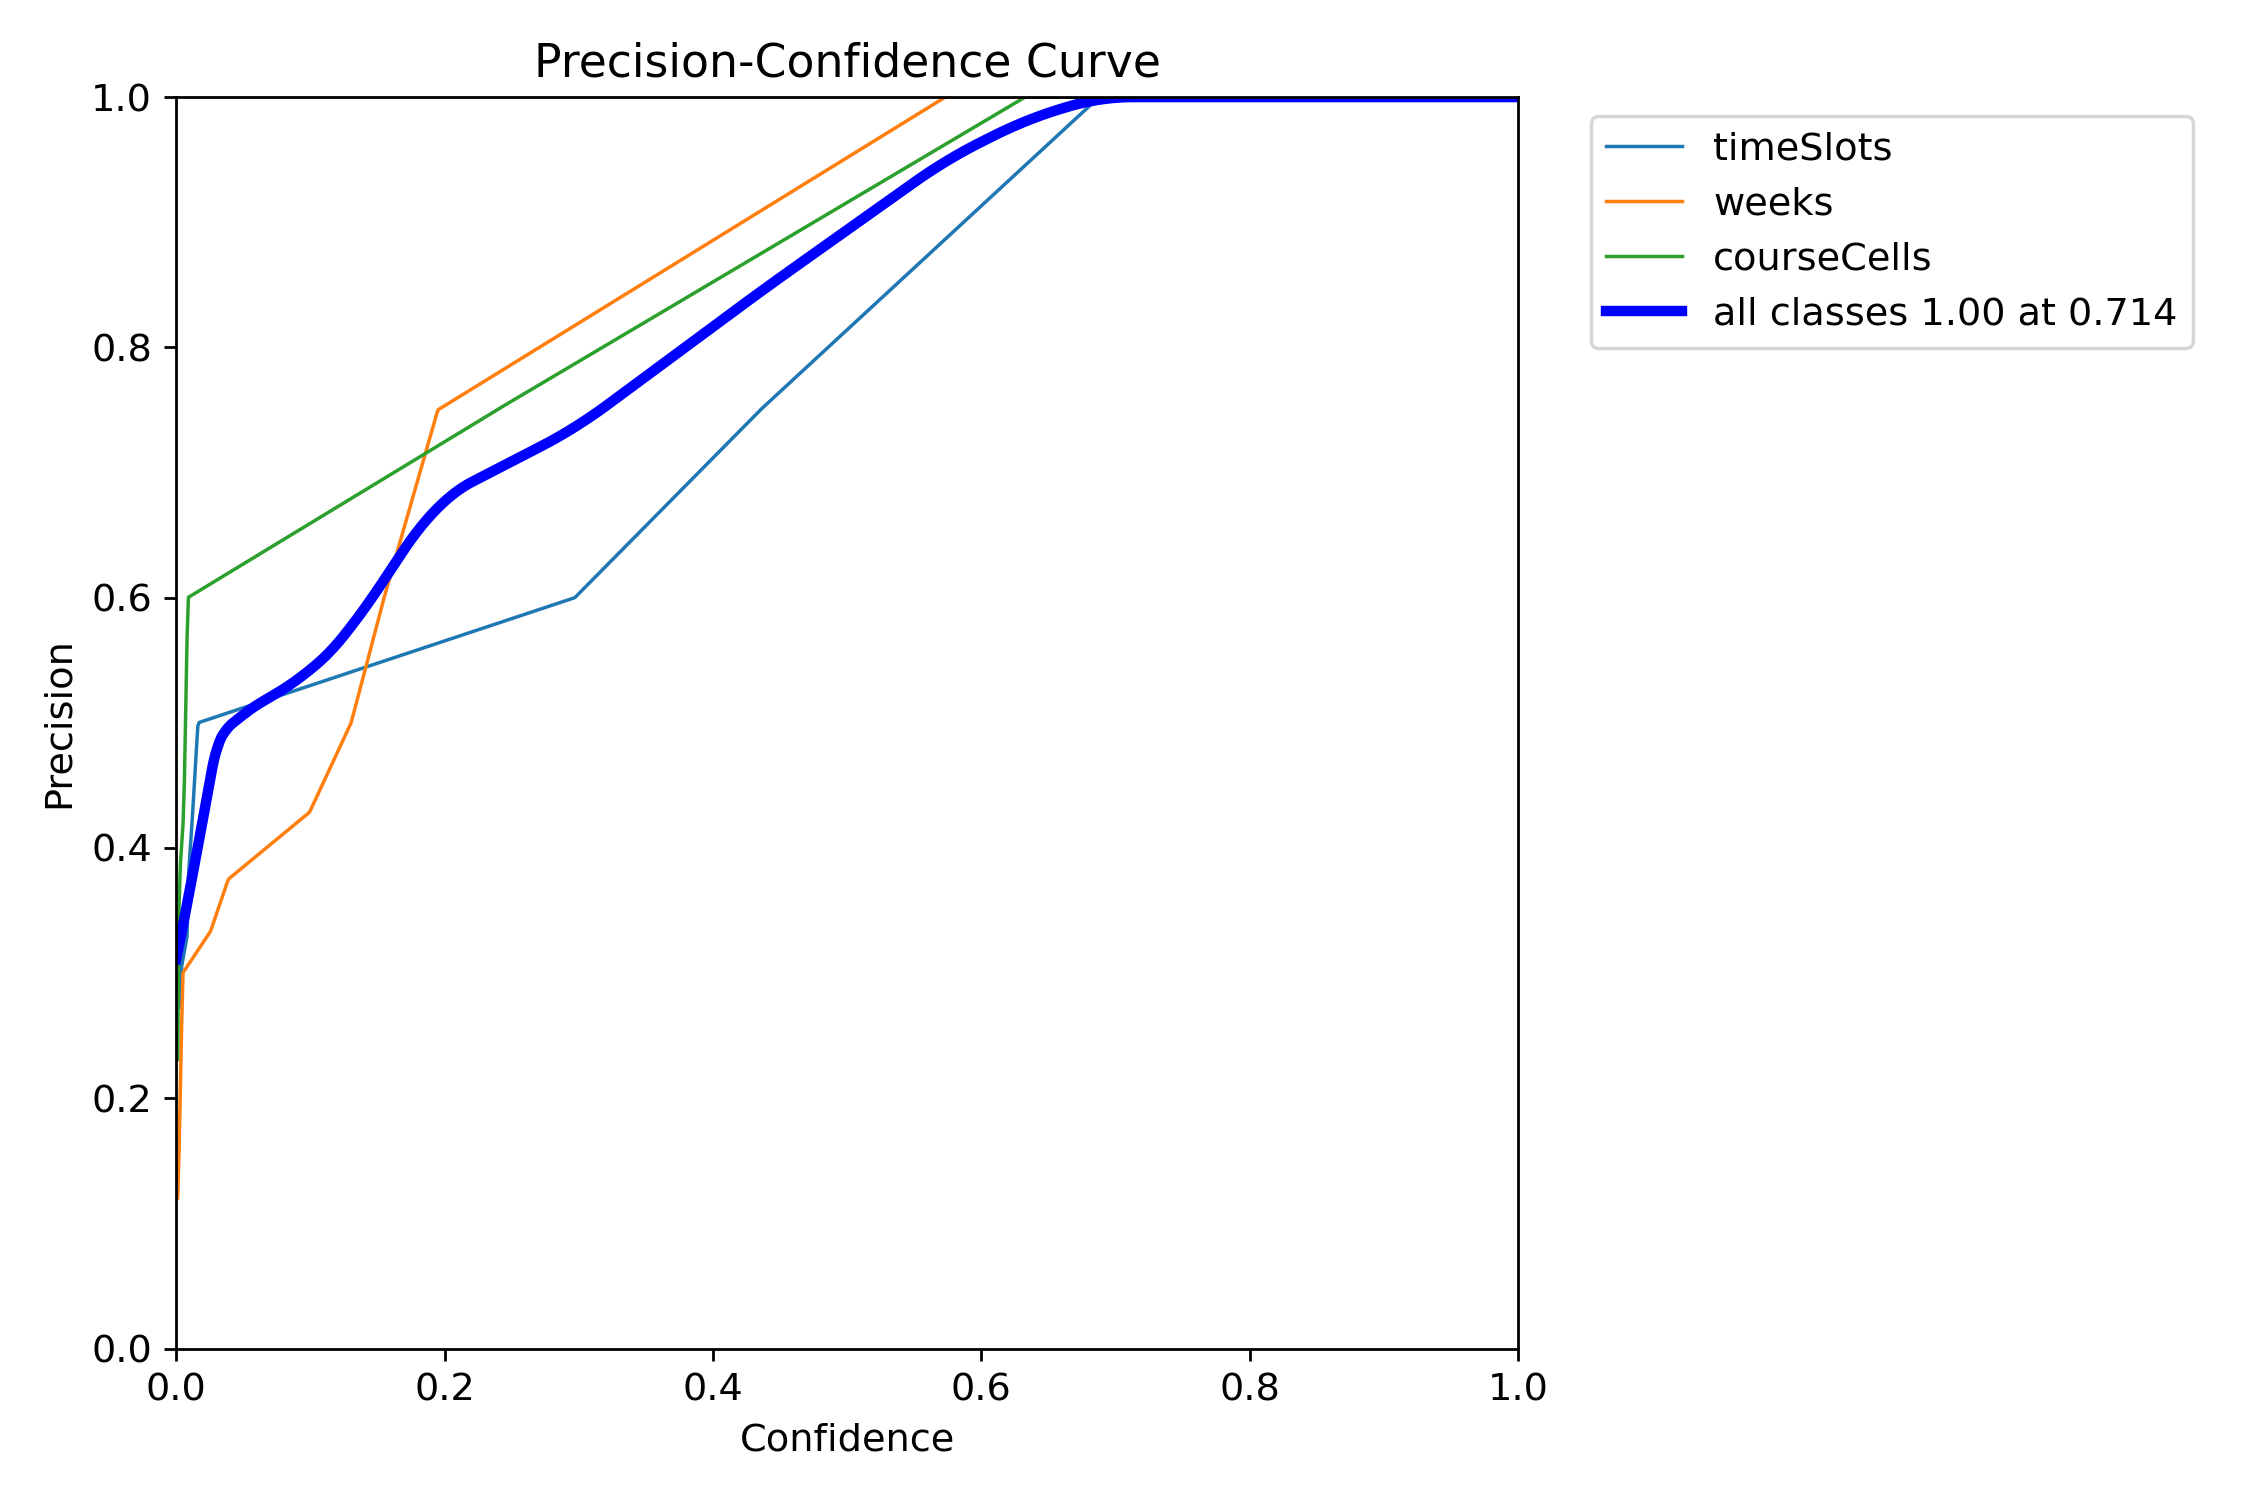 Precision-Confidence Curve
1.0
0.8
0.6
0.4
0.2
0.0
Precision
0.0 0.2 0.4 0.6 0.8 1.0
Confidence
timeSlots
weeks
courseCells
all classes 1.00 at 0.714